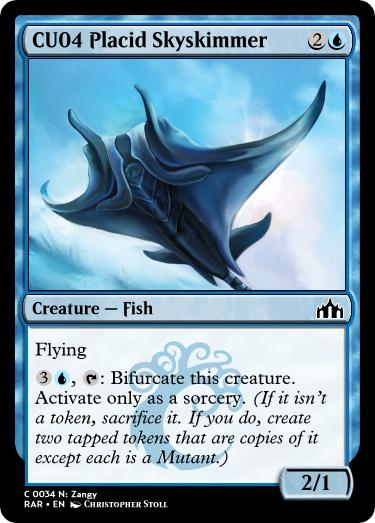 CU04 Placid Skyskimmer 2
Creature — Fish
Flying
3, : Bifurcate this creature.
Activate only as a sorcery. (If it isn't
a token, sacrifice it. If you do, create
two tapped tokens that are copies of it
except each is a Mutant.)
2/1
C 0034 N: Zangy
RAR • EN Christopher Stoll